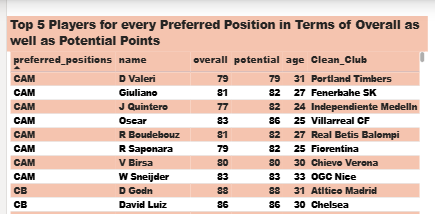 Top 5 Players for every Preferred Position in Terms of Overall as
well as Potential Points
preferred_positions name overall potential age Clean_Club
CAM D Valeri 79 79 31 Portland Timbers
CAM Giuliano 81 82 27 Fenerbahe SK
CAM J Quintero 77 82 24 Independiente Medelln
CAM Oscar 83 86 25 Villarreal CF
CAM R Boudebouz 81 82 27 Real Betis Balompi
CAM R Saponara 79 82 25 Fiorentina
CAM V Birsa 80 80 30 Chievo Verona
CAM W Sneijder 83 83 33 OGC Nice
CB D Godn 88 88 31 Atltico Madrid
CB David Luiz 86 86 30 Chelsea